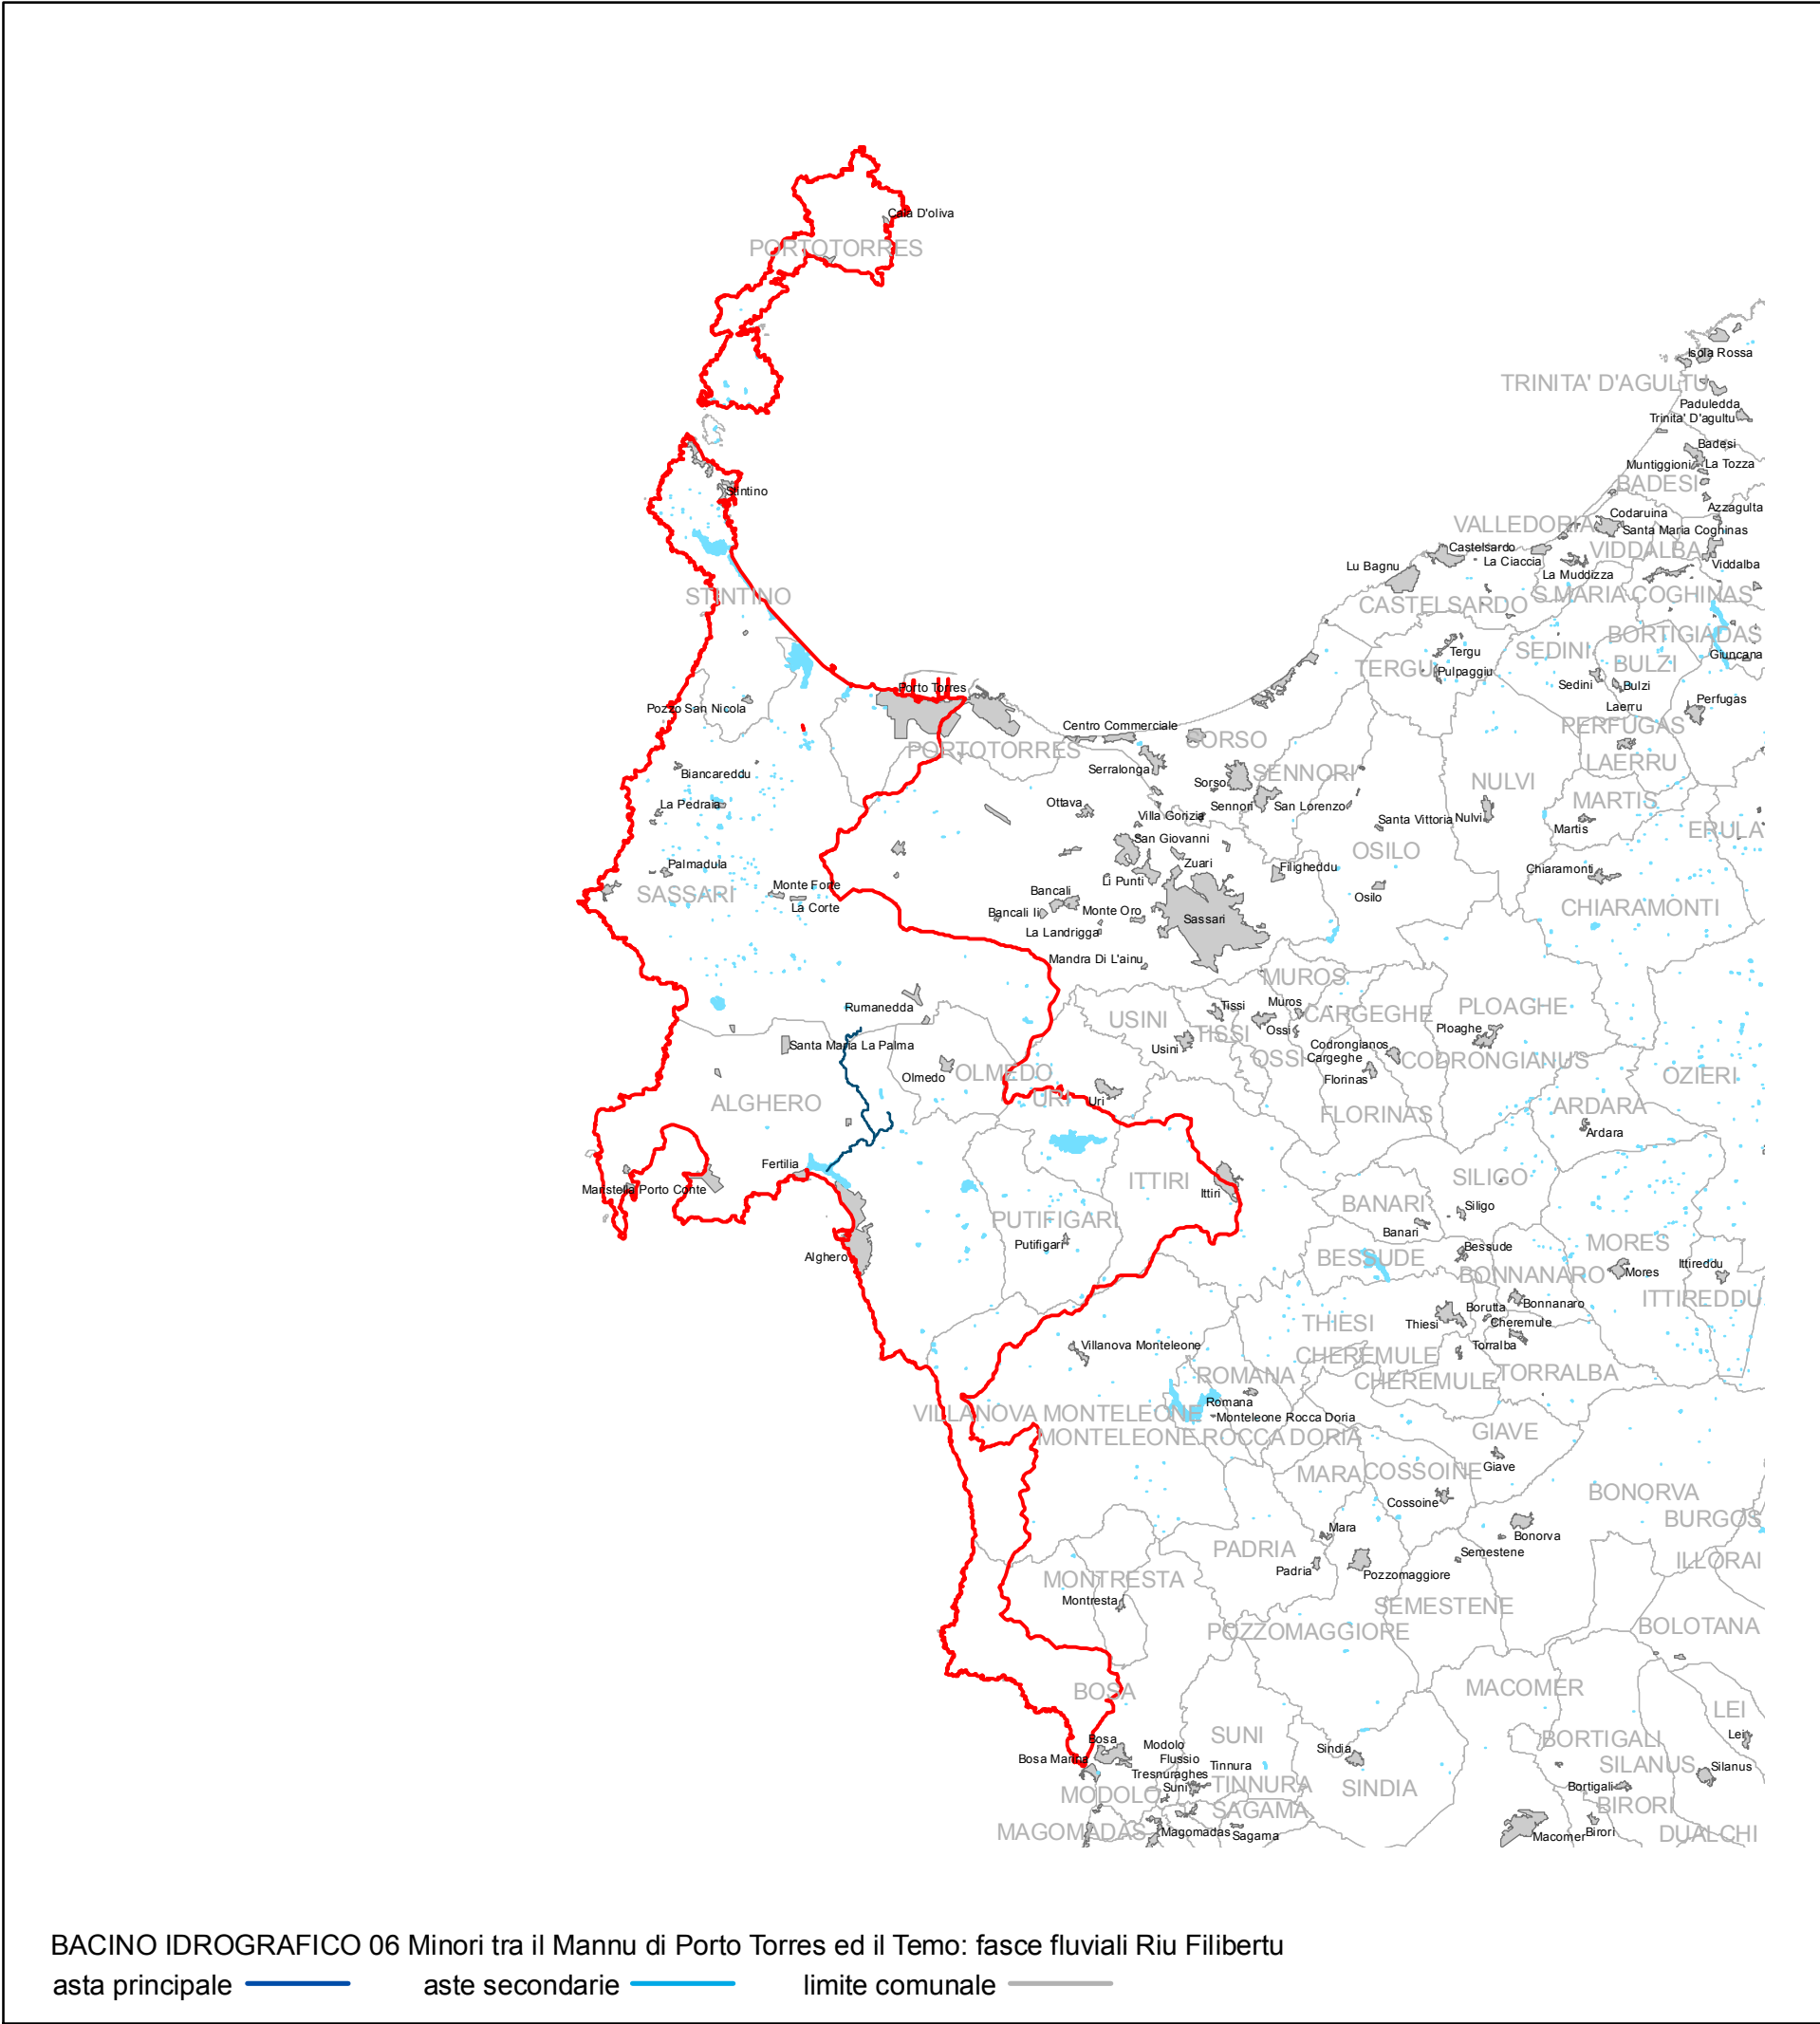 Cala D'oliva
PORTOTORRES
Isola Rossa
TRINITA' D'AGULTU
Paduledda
Trinita' D'agultu
Badesi
Muntiggioni
La Tozza
BADESI
Stintino
Azzagulta
Codaruina
VALLEDORIA
Santa Maria Coghinas
Castelsardo
VIDDALBA
La Ciaccia
Viddalba
Lu Bagnu
La Muddizza
STINTINO
CASTELSARDO
S.MARIA COGHINAS
BORTIGIADAS
Tergu
SEDINI
Giuncana
TERGU
Pulpaggiu
BULZI
Sedini
Bulzi
Porto Torres
Perfugas
Pozzo San Nicola
Laerru
Centro Commerciale
PERFUGAS
SORSO
PORTOTORRES
LAERRU
Serralonga
SENNORI
Biancareddu
Sorso
NULVI
MARTIS
La Pedraia
Ottava
Sennori
San Lorenzo
Villa Gorizia
Santa Vittoria
Nulvi
Martis
ERULA
San Giovanni
OSILO
Palmadula
Zuari
Filigheddu
Chiaramonti
Li Punti
Monte Forte
SASSARI
Bancali
Osilo
La Corte
Bancali Ii
Monte Oro
Sassari
CHIARAMONTI
La Landrigga
Mandra Di L'ainu
MUROS
Rumanedda
Tissi
Muros
PLOAGHE
USINI
CARGEGHE
TISSI
Ossi
Ploaghe
Santa Maria La Palma
Usini
Codrongianos
OSSI
Cargeghe
CODRONGIANUS
Olmedo
OLMEDO
Florinas
OZIERI
URI
Uri
ALGHERO
FLORINAS
ARDARA
Ardara
Fertilia
ITTIRI
SILIGO
Maristella Porto Conte
Ittiri
BANARI
Siligo
PUTIFIGARI
Banari
Putifigari
Bessude
MORES
Alghero
BESSUDE
Ittireddu
BONNANARO
Mores
ITTIREDDU
Bonnanaro
Borutta
THIESI
Thiesi
Cheremule
Villanova Monteleone
Torralba
CHEREMULE
ROMANA
CHEREMULE
TORRALBA
Romana
VILLANOVA MONTELEONE
Monteleone Rocca Doria
MONTELEONE ROCCA DORIA
GIAVE
MARA
COSSOINE
Giave
BONORVA
Cossoine
BURGOS
Mara
Bonorva
PADRIA
Semestene
ILLORAI
Padria
Pozzomaggiore
MONTRESTA
Montresta
SEMESTENE
BOLOTANA
POZZOMAGGIORE
BOSA
MACOMER
LEI
SUNI
Lei
Bosa
Modolo
BORTIGALI
Sindia
Bosa Marina
Flussio
Tinnura
SILANUS
Silanus
Tresnuraghes
Suni
TINNURA
SINDIA
Bortigali
MODOLO
BIRORI
SAGAMA
MAGOMADAS
Magomadas
Sagama
Macomer
Birori
DUALCHI
BACINO IDROGRAFICO 06 Minori tra il Mannu di Porto Torres ed il Temo: fasce fluviali Riu Filibertu
asta principale
aste secondarie
limite comunale